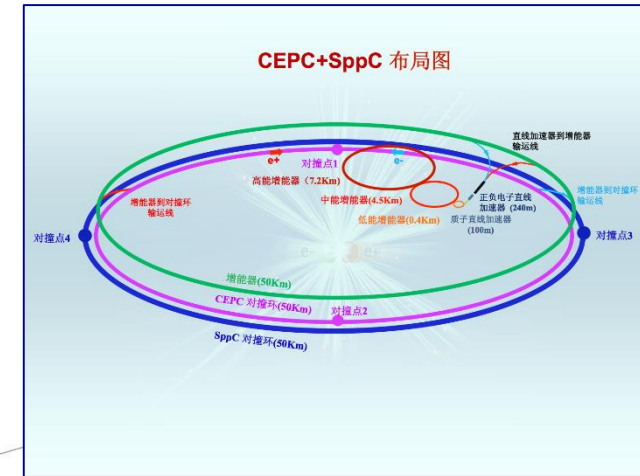 CEPC+SppC 布局图
直线加速器到增能器
输运线
e+
对撞点1
e-
高能增能器（7.2Km)
中能增能器(4.5Km)
正负电子直线
加速器 (240m)
增能器到对撞环
输运线
增能器到对撞环
输运线
低能增能器(0.4Km)
质子直线加速器
(100m)
对撞点4
对撞点3
e-
e+
增能器(50Km)
CEPC 对撞环(50Km)
对撞点2
SppC 对撞环(50Km)